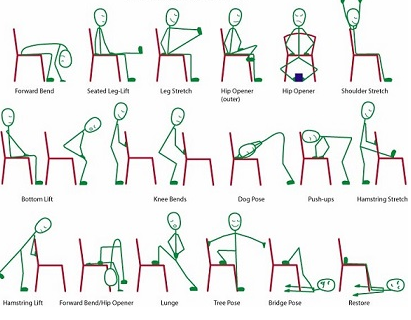 Forward Bend
Seated Leg-Lift
Leg Stretch
Hip Opener
(outer)
Hip Opener
Shoulder Stretch
Bottom Lift
Knee Bends
Dog Pose
Push-ups
Hamstring Stretch
Hamstring Lift
Forward Bend/Hip Opener
Lunge
Tree Pose
Bridge Pose
Restore